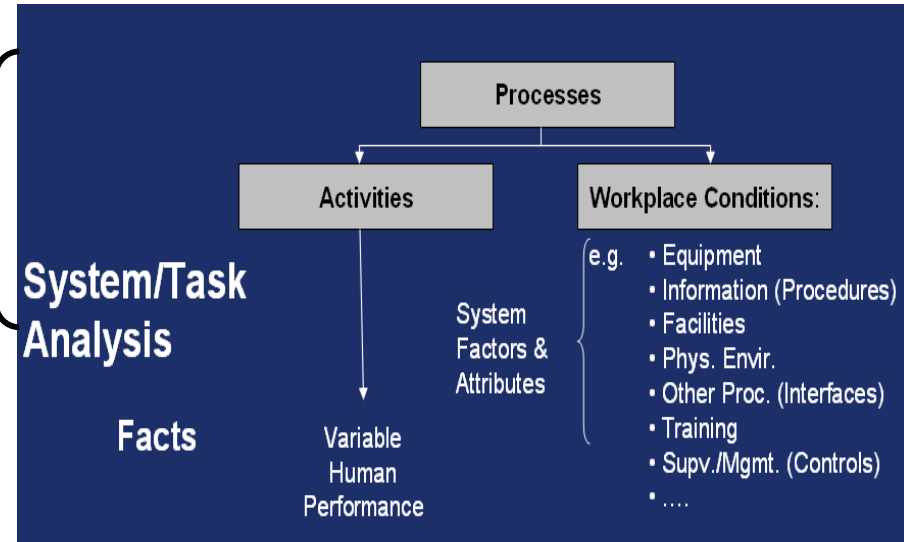 Processes
Activities
Workplace Conditions:
System/Task
Analysis
Facts
Variable
Human
Performance
System
Factors &
Attributes
e.g. • Equipment
• Information (Procedures)
• Facilities
• Phys. Envir.
• Other Proc. (Interfaces)
• Training
• Supv./Mgmt. (Controls)
• ....